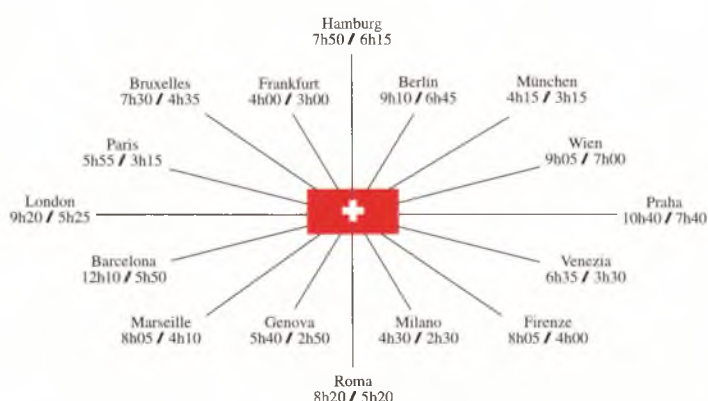 Hamburg
7h50 / 6h15
Bruxelles
7h30 / 4h35
Frankfurt
4h00 / 3h00
Berlin
9h10 / 6h45
München
4h15 / 3h15
Paris
5h55 / 3h15
Wien
9h05 / 7h00
London
9h20 / 5h25
Praha
10h40 / 7h40
Barcelona
12h10 / 5h50
Venezia
6h35 / 3h30
Marseille
8h05 / 4h10
Genova
5h40 / 2h50
Milano
4h30 / 2h30
Firenze
8h05 / 4h00
Roma
8h20 / 5h20